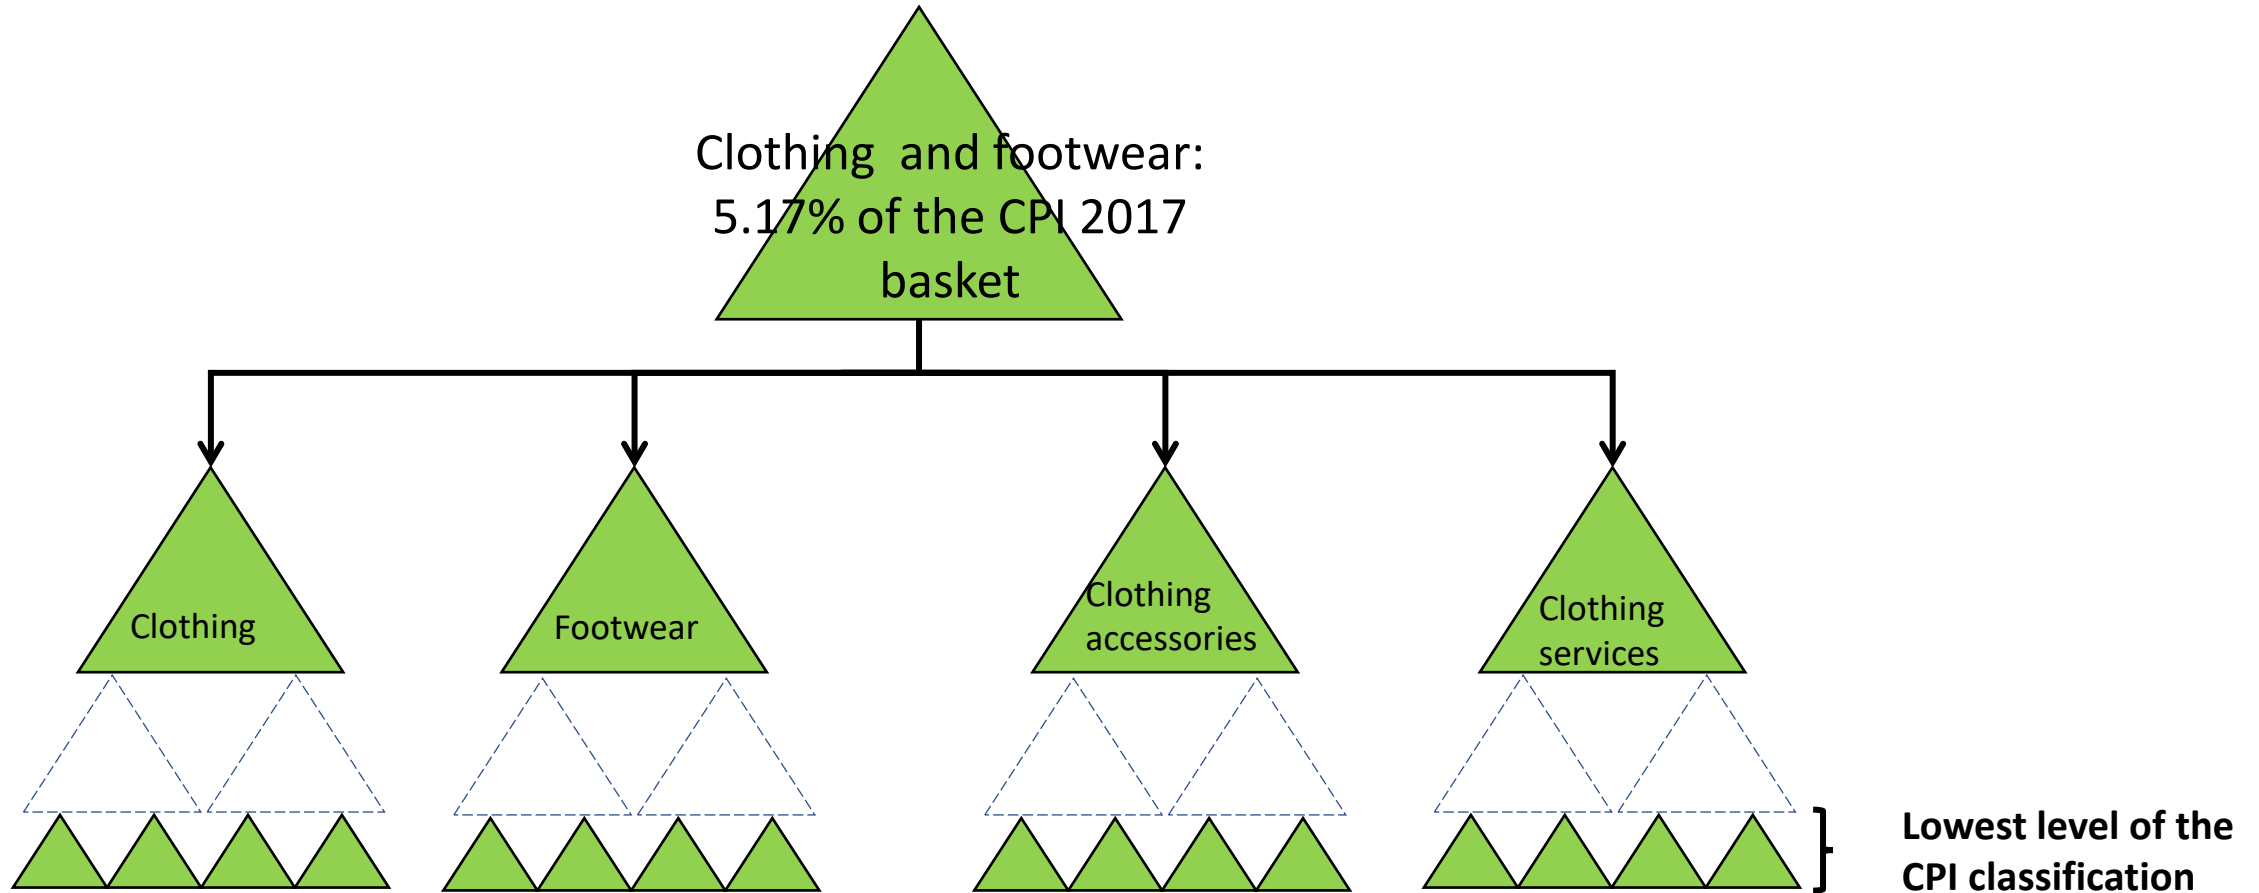 Clothing and footwear:
5.17% of the CPI 2017
basket
Clothing
Footwear
Clothing
accessories
Clothing
services
Lowest level of the
CPI classification